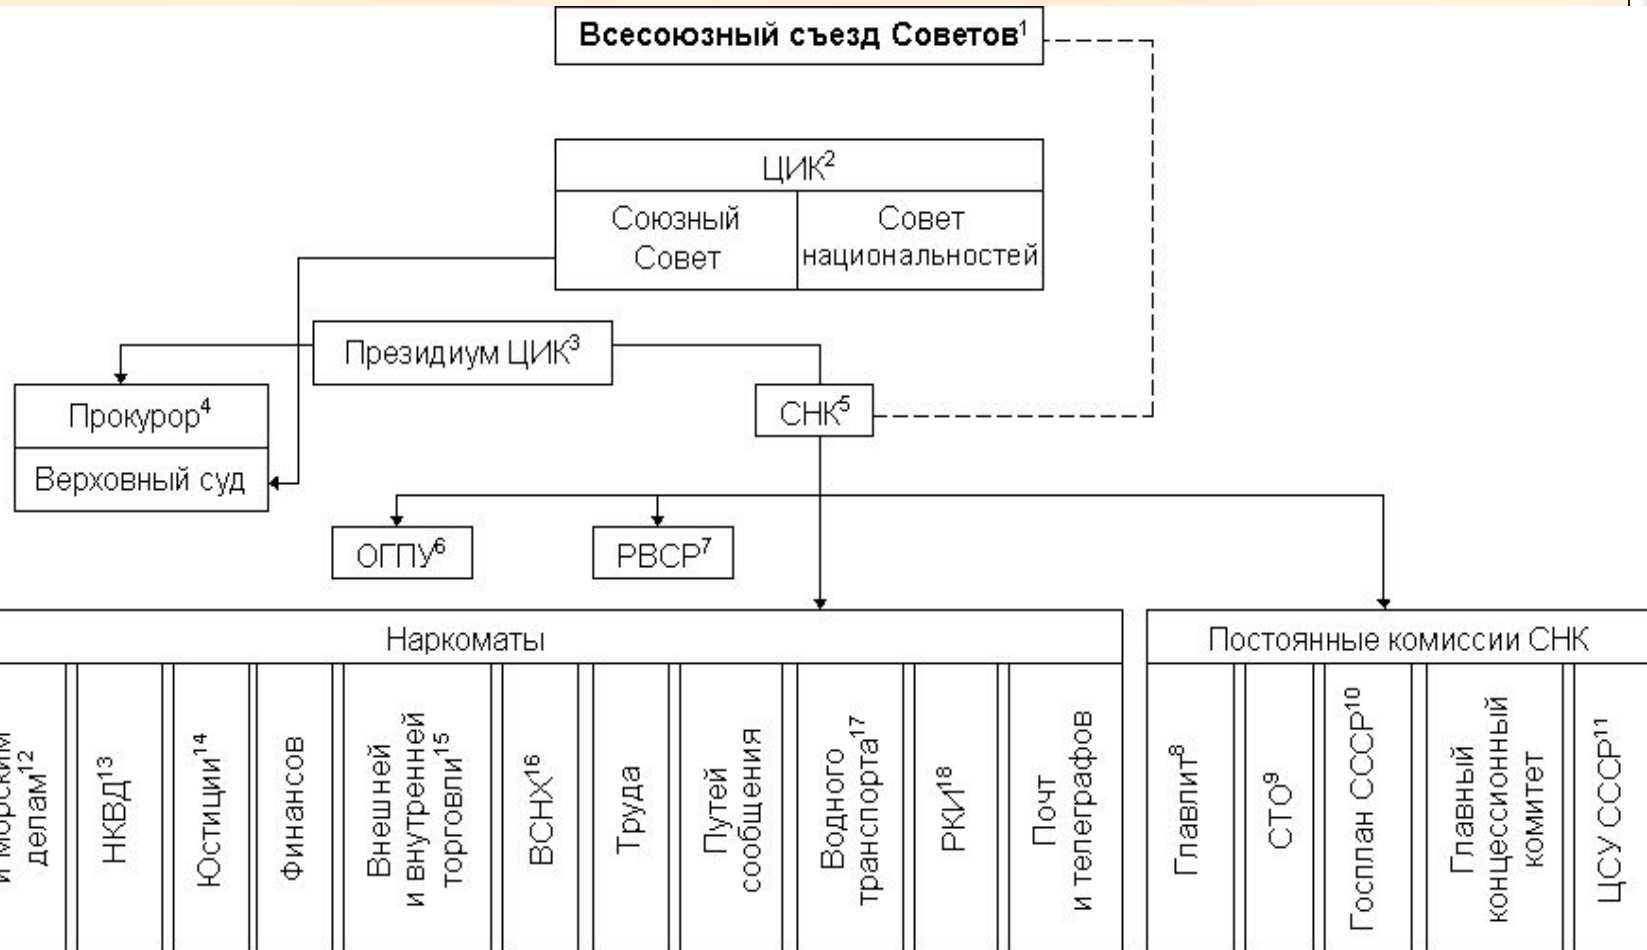 Всесоюзный съезд Советов¹
ЦИК²
Союзный
Совет
Совет
национальностей
Президиум ЦИК³
Прокурор⁴
Верховный суд
СНК⁵
ОГПУ⁶
РВСР⁷
Наркоматы
и морским
делам¹²
НКВД¹³
Юстиции¹⁴
Финансов
Внешней
и внутренней
торговли¹⁵
ВСНХ¹⁶
Труда
Путей
сообщения
Водного
транспорта¹⁷
РКИ¹⁸
Почт
и телеграфов
Постоянные комиссии СНК
Главлит⁸
СТО⁹
Госплан СССР¹⁰
Главный
концессионный
комитет
ЦСУ СССР¹¹